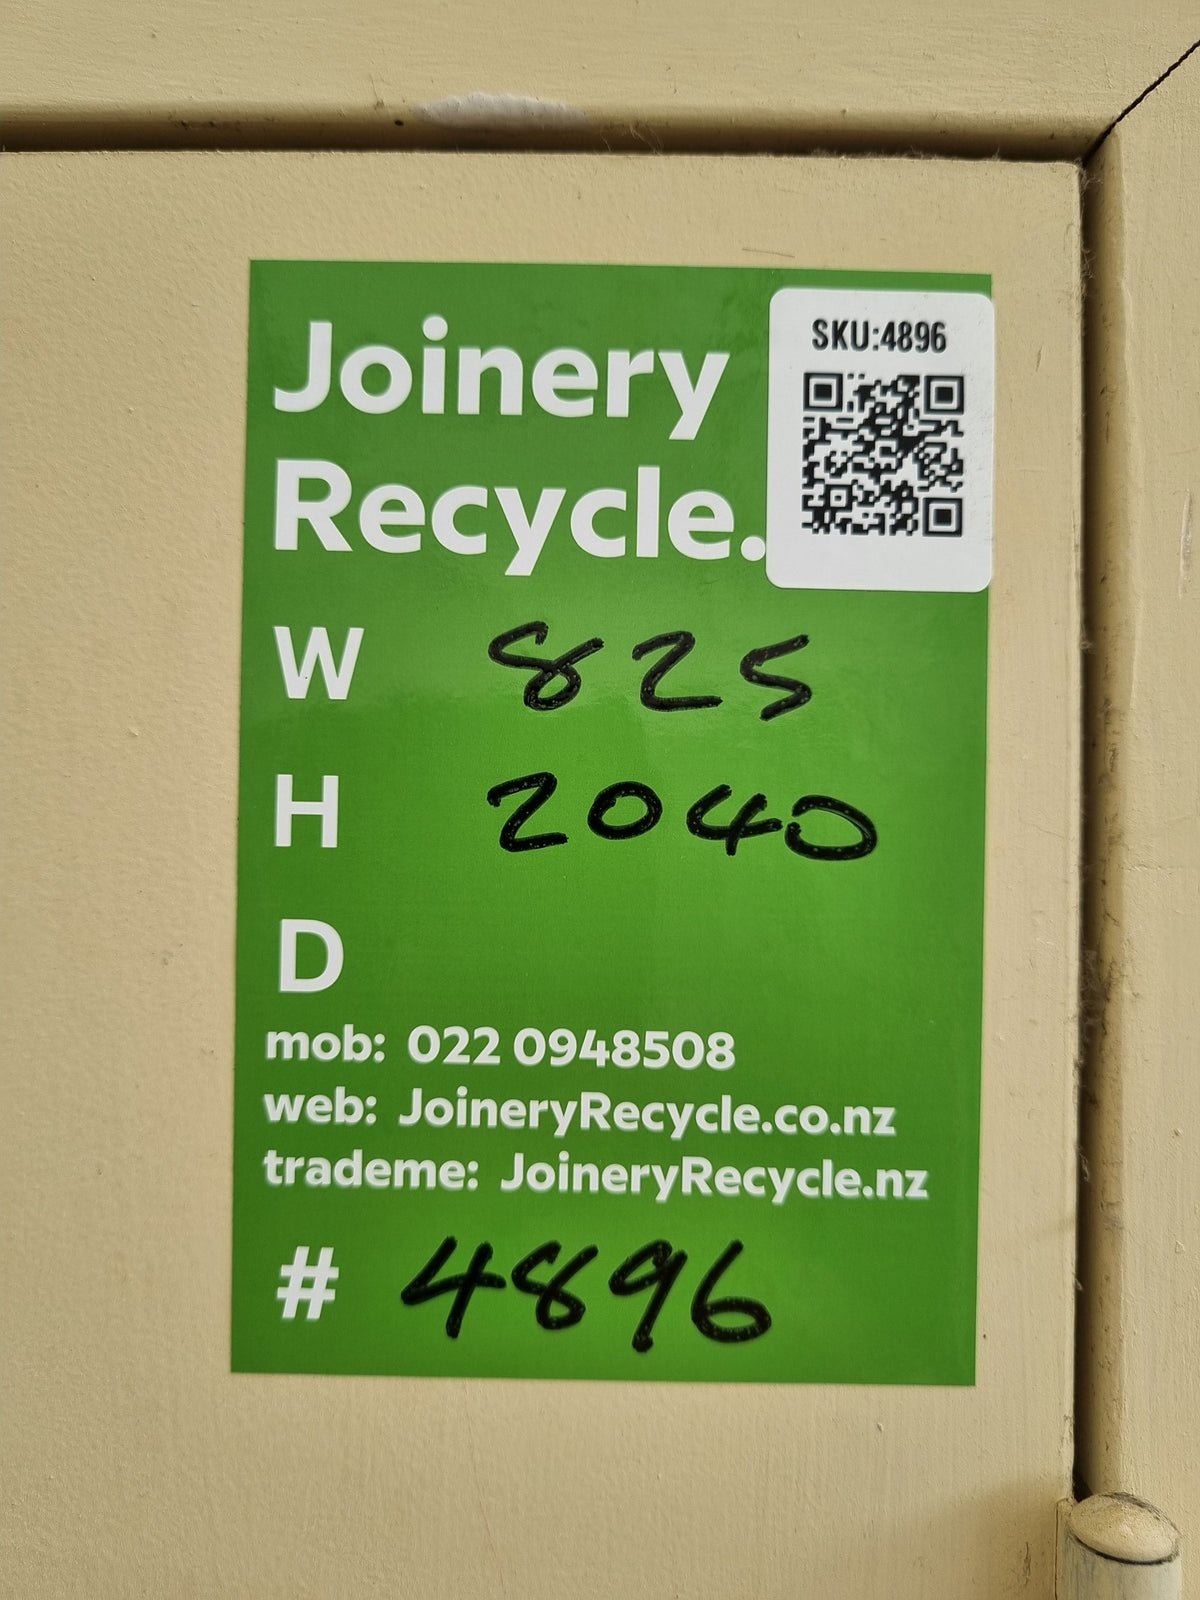 Joinery
Recycle.
SKU:4896
W 825
H 2040
D
mob: 022 0948508
web: JoineryRecycle.co.nz
trademe: JoineryRecycle.nz
# 4896